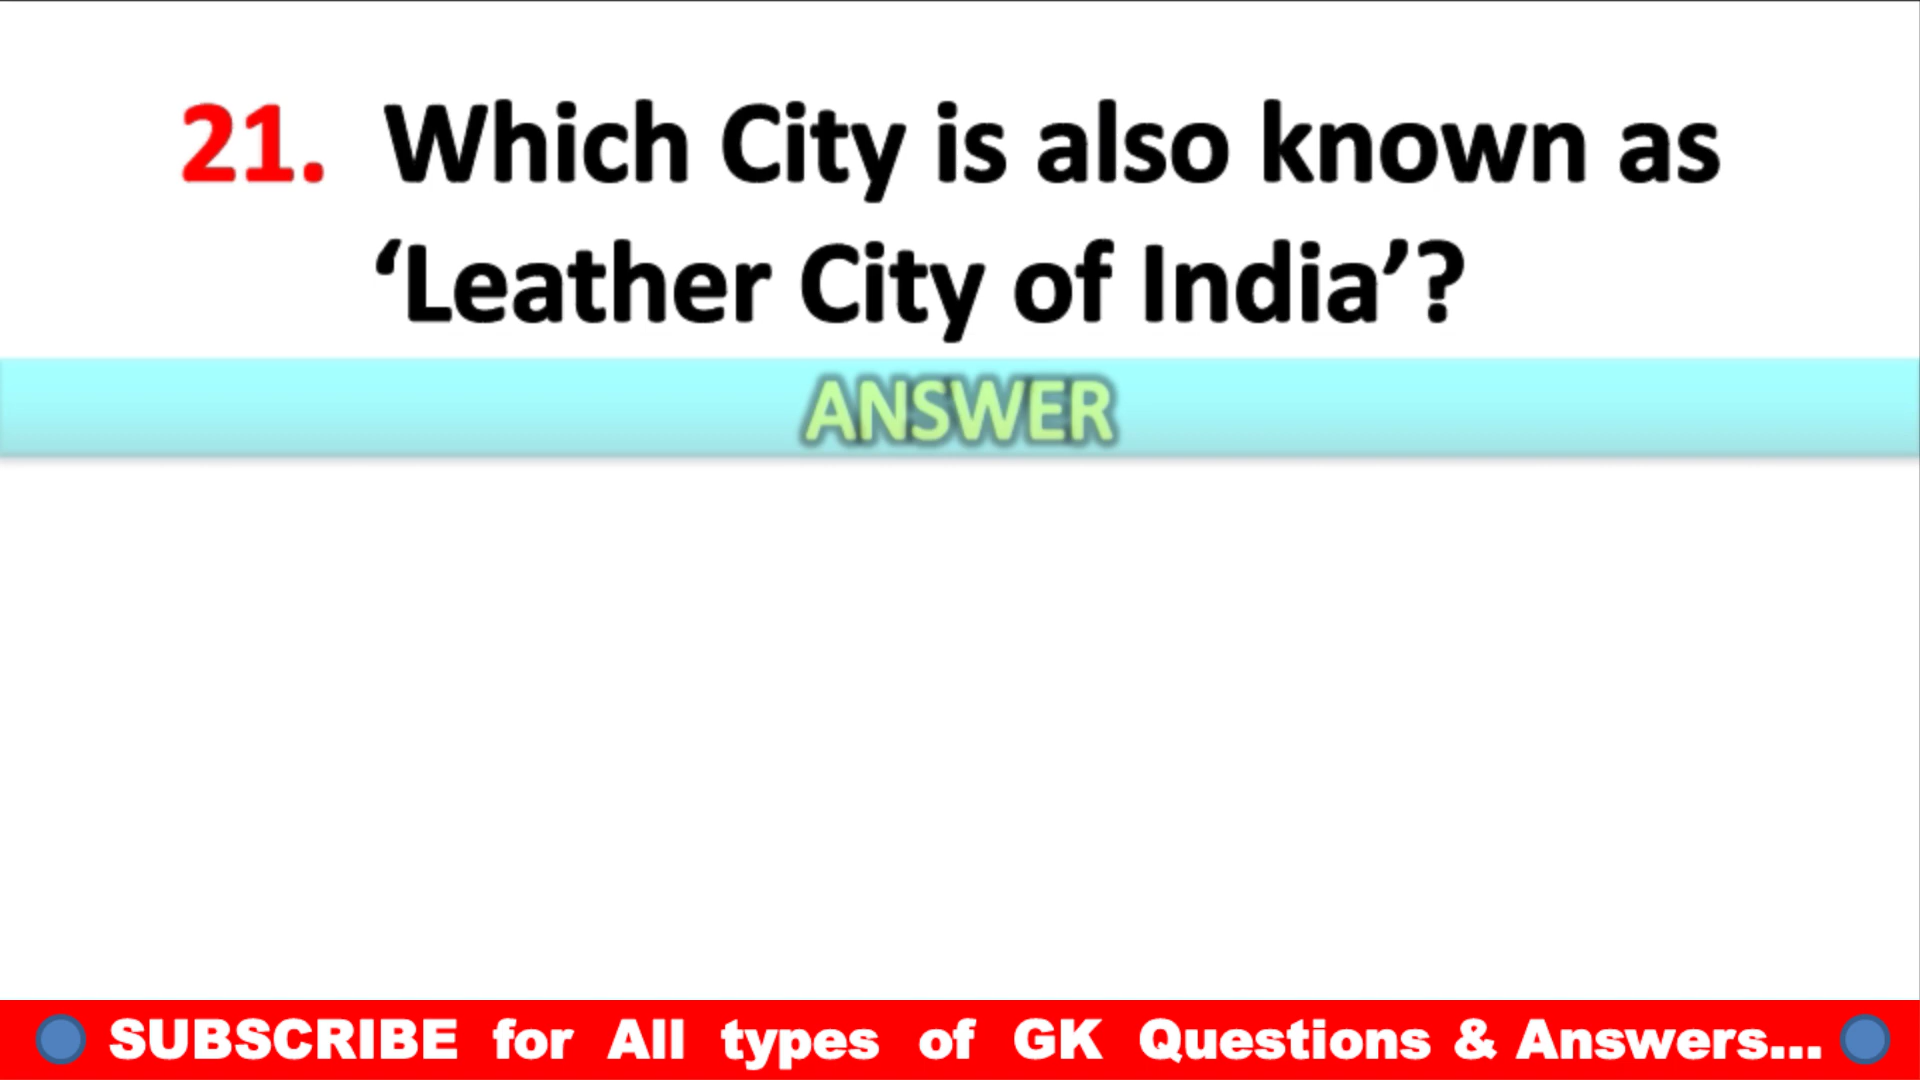 21. Which City is also known as
‘Leather City of India’?
ANSWER
SUBSCRIBE for All types of GK Questions & Answers...